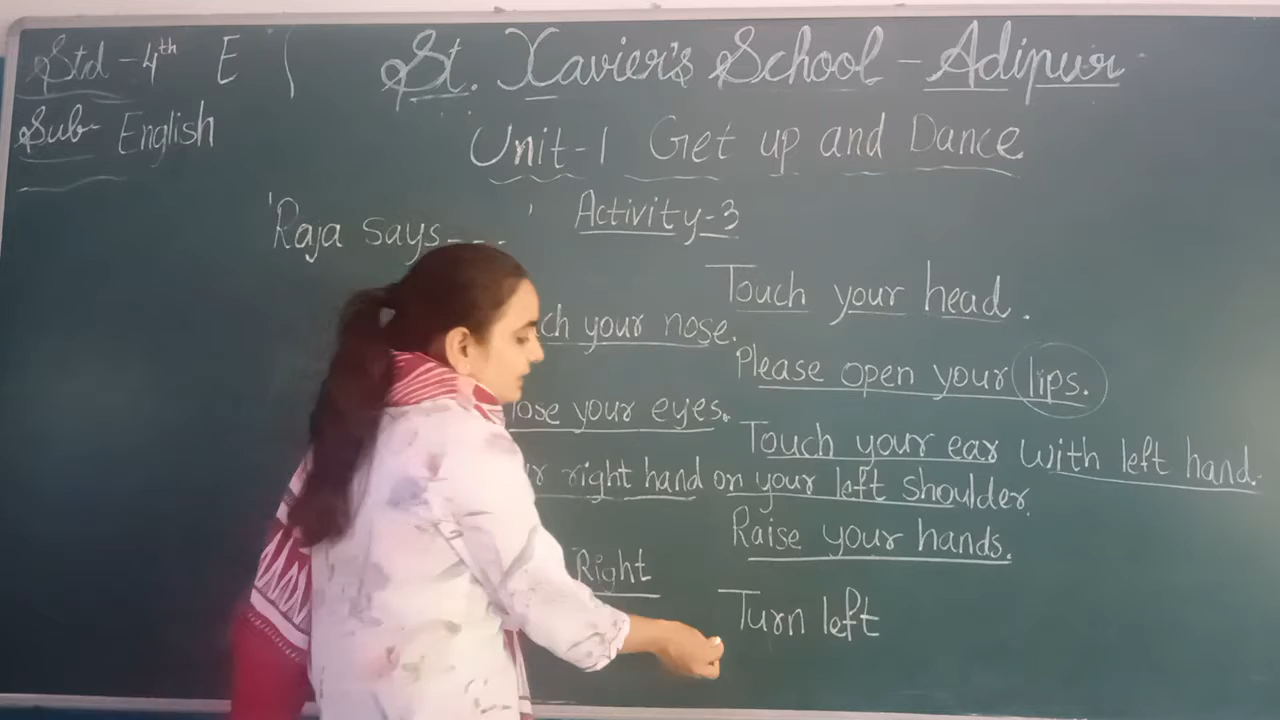 Std - 4th E
St. Xavier's School - Adipur
Sub- English
Unit-1 Get up and Dance
'Raja says--- '
Activity-3
Touch your head.
ch your nose.
Please open your lips.
lose your eyes.
Touch your ear with left hand.
r right hand on your left shoulder.
Raise your hands.
Right
Turn left